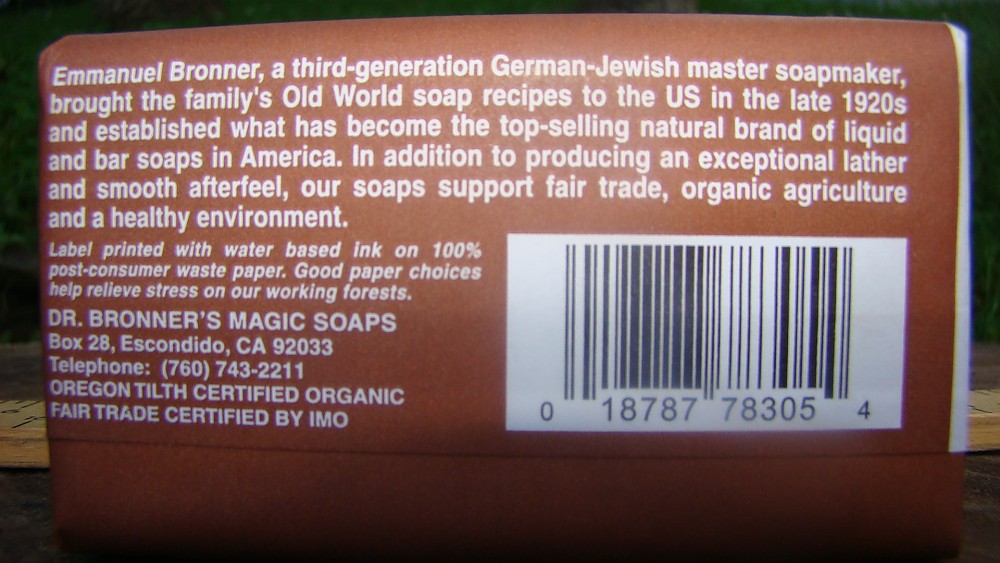 Emmanuel Bronner, a third-generation German-Jewish master soapmaker,
brought the family's Old World soap recipes to the US in the late 1920s
and established what has become the top-selling natural brand of liquid
and bar soaps in America. In addition to producing an exceptional lather
and smooth afterfeel, our soaps support fair trade, organic agriculture
and a healthy environment.
Label printed with water based ink on 100%
post-consumer waste paper. Good paper choices
help relieve stress on our working forests.
DR. BRONNER'S MAGIC SOAPS
Box 28, Escondido, CA 92033
Telephone: (760) 743-2211
OREGON TILTH CERTIFIED ORGANIC
FAIR TRADE CERTIFIED BY IMO
0 18787 78305 4